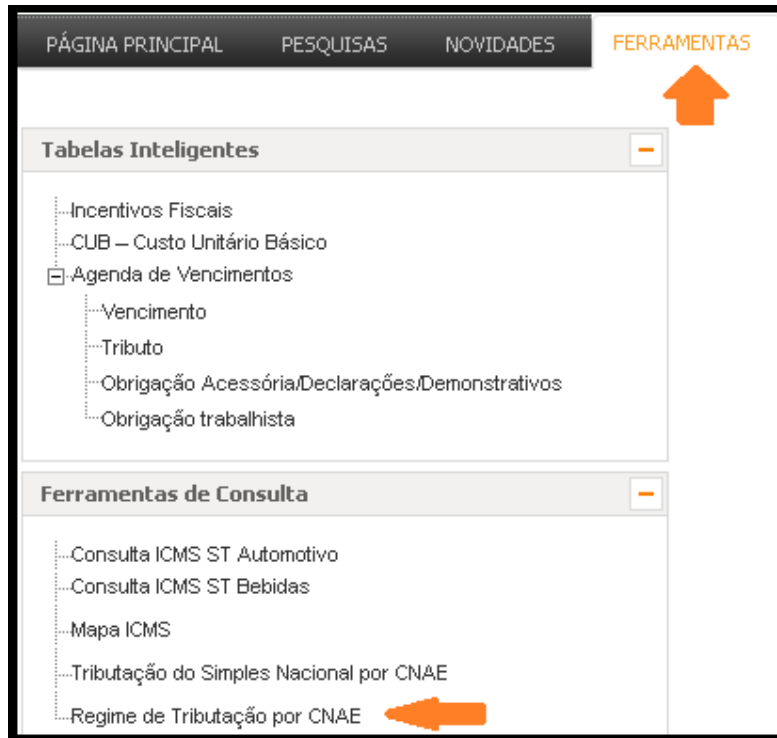 PÁGINA PRINCIPAL PESQUISAS NOVIDADES FERRAMENTAS
Tabelas Inteligentes
Incentivos Fiscais
CUB – Custo Unitário Básico
Agenda de Vencimentos
Vencimento
Tributo
Obrigação Acessória/Declarações/Demonstrativos
Obrigação trabalhista
Ferramentas de Consulta
Consulta ICMS ST Automotivo
Consulta ICMS ST Bebidas
Mapa ICMS
Tributação do Simples Nacional por CNAE
Regime de Tributação por CNAE